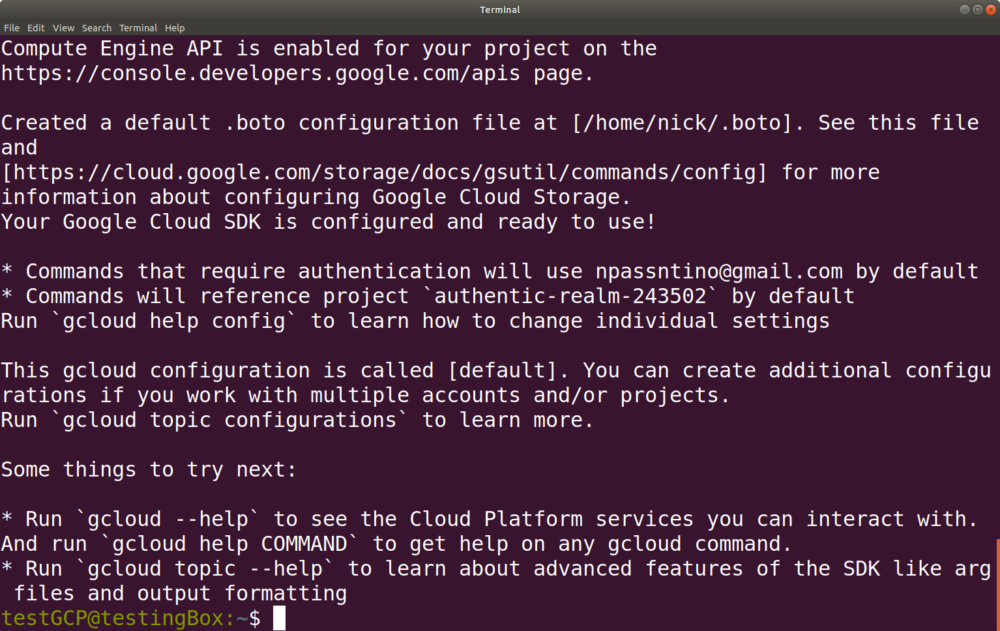 Terminal
File Edit View Search Terminal Help
Compute Engine API is enabled for your project on the
https://console.developers.google.com/apis page.
Created a default .boto configuration file at [/home/nick/.boto]. See this file
and
[https://cloud.google.com/storage/docs/gsutil/commands/config] for more
information about configuring Google Cloud Storage.
Your Google Cloud SDK is configured and ready to use!
* Commands that require authentication will use npassntino@gmail.com by default
* Commands will reference project `authentic-realm-243502` by default
Run `gcloud help config` to learn how to change individual settings
This gcloud configuration is called [default]. You can create additional configu
rations if you work with multiple accounts and/or projects.
Run `gcloud topic configurations` to learn more.
Some things to try next:
* Run `gcloud --help` to see the Cloud Platform services you can interact with.
And run `gcloud help COMMAND` to get help on any gcloud command.
* Run `gcloud topic --help` to learn about advanced features of the SDK like arg
 files and output formatting
testGCP@testingBox:~$